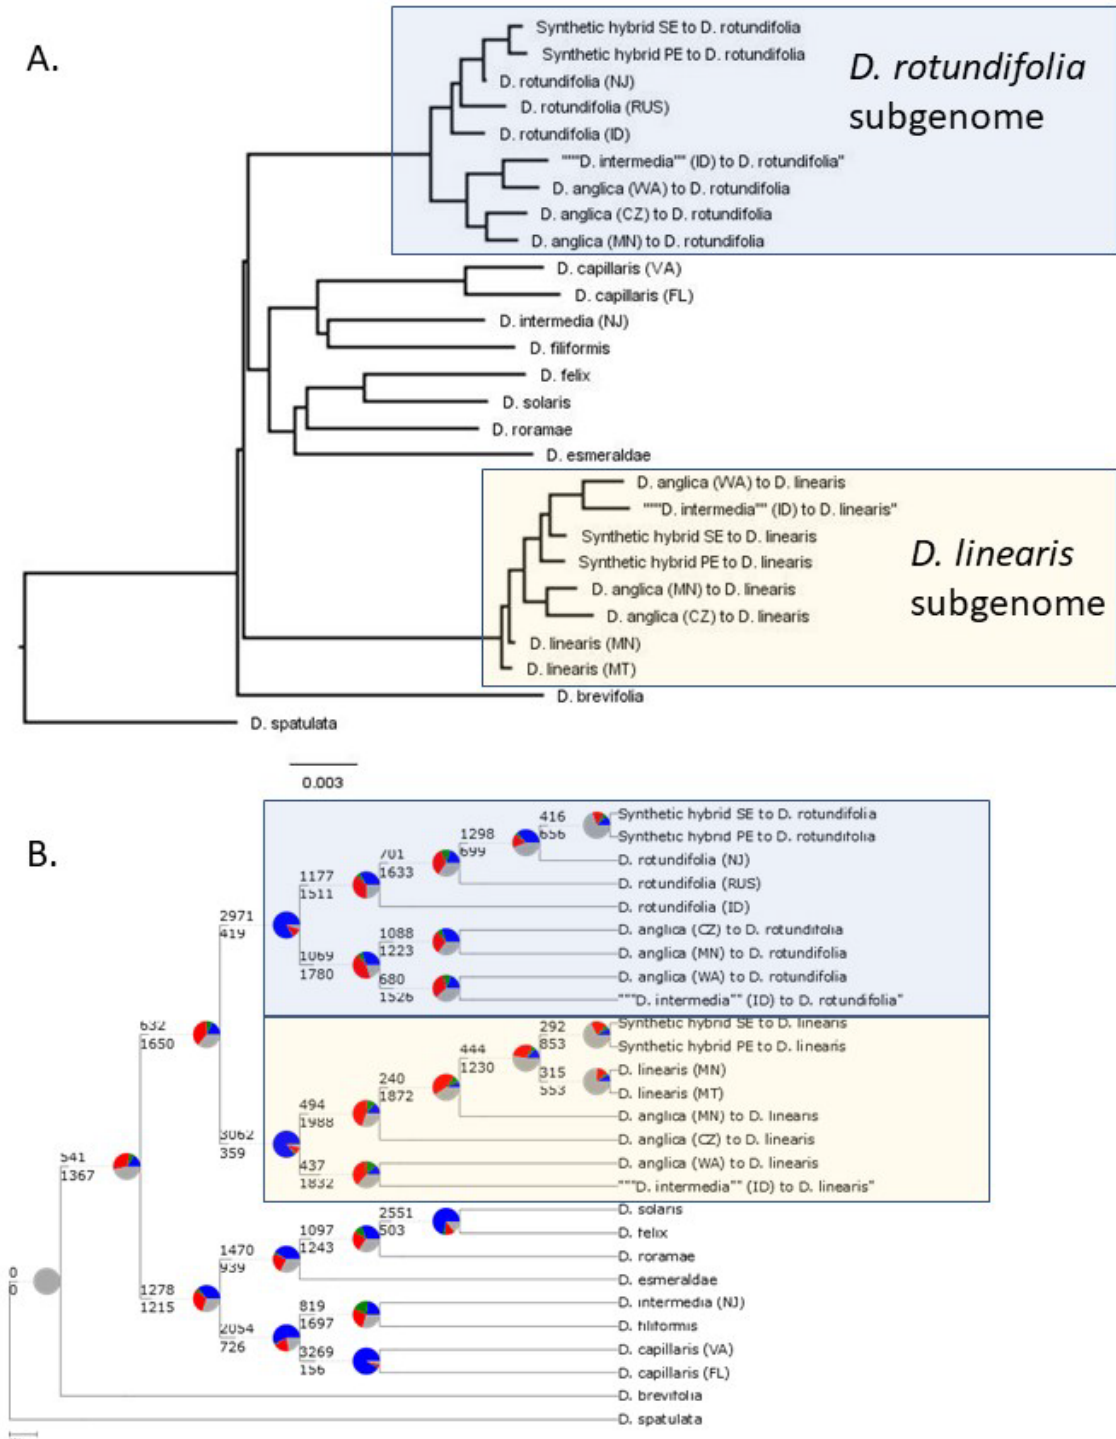 A.
Synthetic hybrid SE to D. rotundifolia
Synthetic hybrid PE to D. rotundifolia
D. rotundifolia (NJ)
D. rotundifolia (RUS)
D. rotundifolia (ID)
""""D. intermedia"" (ID) to D. rotundifolia"
D. anglica (WA) to D. rotundifolia
D. anglica (CZ) to D. rotundifolia
D. anglica (MN) to D. rotundifolia
D. rotundifolia
subgenome
D. capillaris (VA)
D. capillaris (FL)
D. intermedia (NJ)
D. filiformis
D. felix
D. solaris
D. roramae
D. esmeraldae
D. anglica (WA) to D. linearis
""""D. intermedia"" (ID) to D. linearis"
Synthetic hybrid SE to D. linearis
Synthetic hybrid PE to D. linearis
D. anglica (MN) to D. linearis
D. anglica (CZ) to D. linearis
D. linearis (MN)
D. linearis (MT)
D. linearis
subgenome
D. brevifolia
D. spatulata
0.003
B.
416
656
Synthetic hybrid SE to D. rotundifolia
Synthetic hybrid PE to D. rotundifolia
1298
699
D. rotundifolia (NJ)
701
1633
D. rotundifolia (RUS)
1177
1511
D. rotundifolia (ID)
2971
419
1088
1223
D. anglica (CZ) to D. rotundifolia
D. anglica (MN) to D. rotundifolia
1069
1780
680
1526
D. anglica (WA) to D. rotundifolia
"""D. intermedia"" (ID) to D. rotundifolia"
632
1650
292
853
Synthetic hybrid SE to D. linearis
Synthetic hybrid PE to D. linearis
444
1230
315
553
D. linearis (MN)
D. linearis (MT)
240
1872
D. anglica (MN) to D. linearis
494
1988
D. anglica (CZ) to D. linearis
3062
359
437
1832
D. anglica (WA) to D. linearis
"""D. intermedia"" (ID) to D. linearis"
541
1367
2551
503
D. solaris
D. felix
1097
1243
D. roramae
1470
939
D. esmeraldae
0
0
1278
1215
819
1697
D. intermedia (NJ)
D. filiformis
2054
726
3269
156
D. capillaris (VA)
D. capillaris (FL)
D. brevifolia
D. spatulata